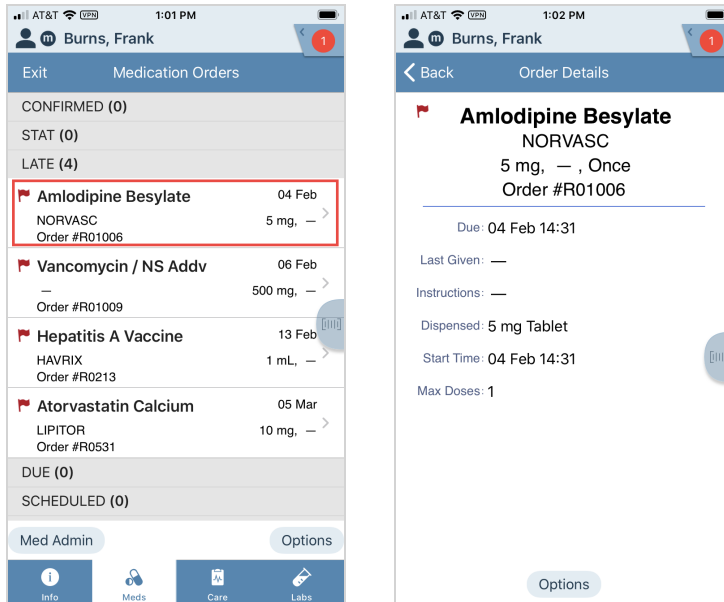 AT&T VPN 1:01 PM
m Burns, Frank
1
Exit Medication Orders
CONFIRMED (0)
STAT (0)
LATE (4)
Amlodipine Besylate 04 Feb
NORVASC 5 mg, —
Order #R01006
Vancomycin / NS Addv 06 Feb
— 500 mg, —
Order #R01009
Hepatitis A Vaccine 13 Feb
HAVRIX 1 mL, —
Order #R0213
Atorvastatin Calcium 05 Mar
LIPITOR 10 mg, —
Order #R0531
DUE (0)
SCHEDULED (0)
Med Admin Options
Info Meds Care Labs
AT&T VPN 1:02 PM
m Burns, Frank
1
Back Order Details
Amlodipine Besylate
NORVASC
5 mg, — , Once
Order #R01006
Due: 04 Feb 14:31
Last Given: —
Instructions: —
Dispensed: 5 mg Tablet
Start Time: 04 Feb 14:31
Max Doses: 1
Options